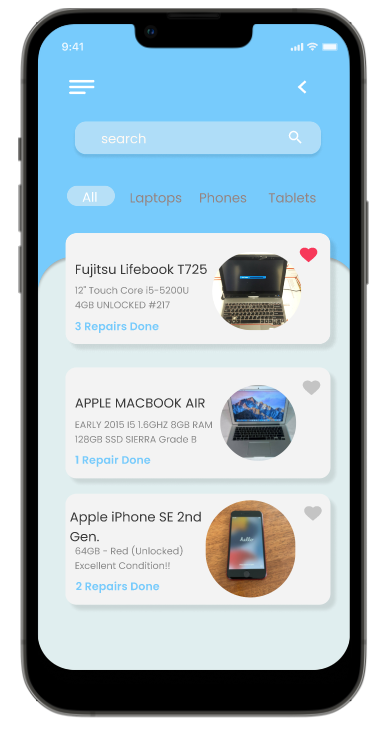 9:41
search
All Laptops Phones Tablets
Fujitsu Lifebook T725
12" Touch Core i5-5200U
4GB UNLOCKED #217
3 Repairs Done
APPLE MACBOOK AIR
EARLY 2015 I5 1.6GHZ 8GB RAM
128GB SSD SIERRA Grade B
1 Repair Done
Apple iPhone SE 2nd
Gen.
64GB - Red (Unlocked)
Excellent Condition!!
hello
2 Repairs Done